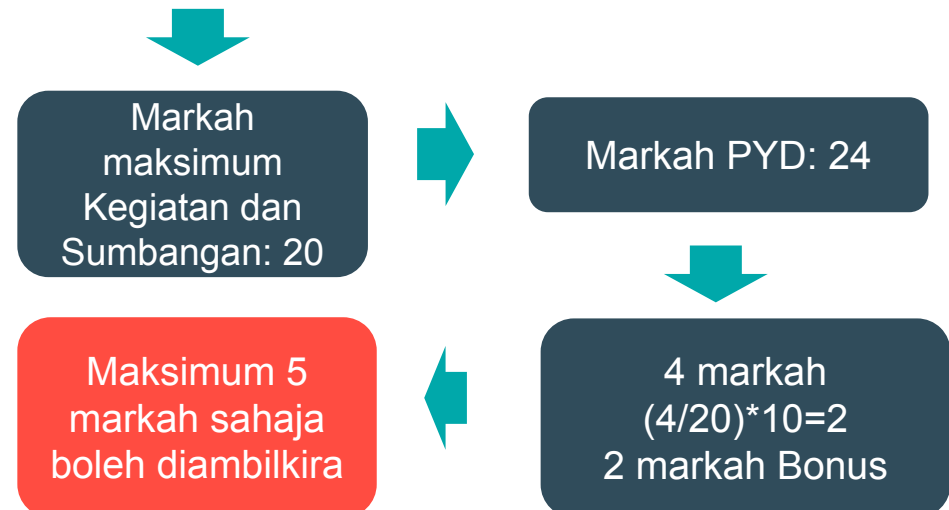 Markah
maksimum
Kegiatan dan
Sumbangan: 20
Markah PYD: 24
4 markah
(4/20)*10=2
2 markah Bonus
Maksimum 5
markah sahaja
boleh diambilkira